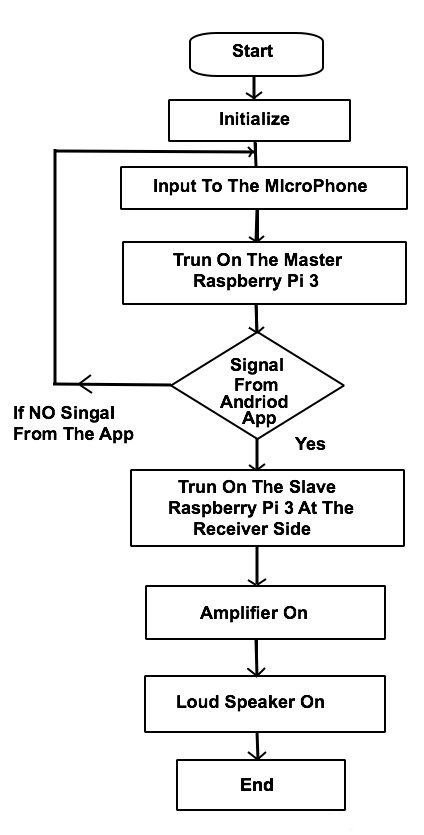 Start
Initialize
Input To The MIcroPhone
Trun On The Master
Raspberry Pi 3
Signal
From
Andriod
App
If NO Singal
From The App
Yes
Trun On The Slave
Raspberry Pi 3 At The
Receiver Side
Amplifier On
Loud Speaker On
End